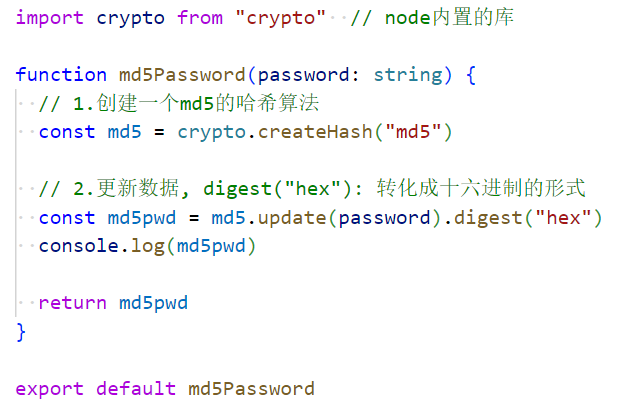 import crypto from "crypto"  // node内置的库

function md5Password(password: string) {
  // 1.创建一个md5的哈希算法
  const md5 = crypto.createHash("md5")

  // 2.更新数据, digest("hex"): 转化成十六进制的形式
  const md5pwd = md5.update(password).digest("hex")
  console.log(md5pwd)

  return md5pwd
}

export default md5Password